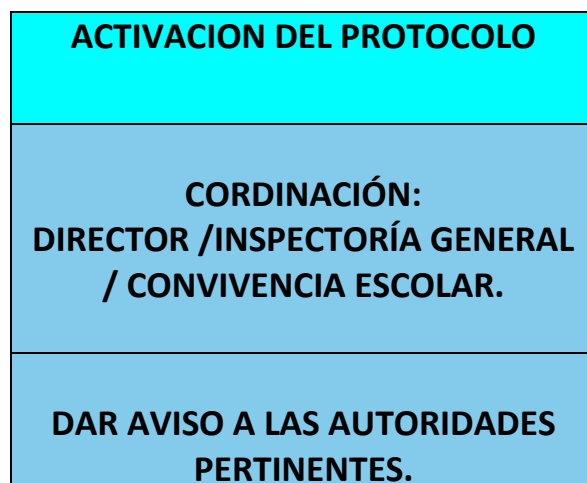 ACTIVACION DEL PROTOCOLO
CORDINACIÓN:
DIRECTOR /INSPECTORÍA GENERAL
/ CONVIVENCIA ESCOLAR.
DAR AVISO A LAS AUTORIDADES
PERTINENTES.